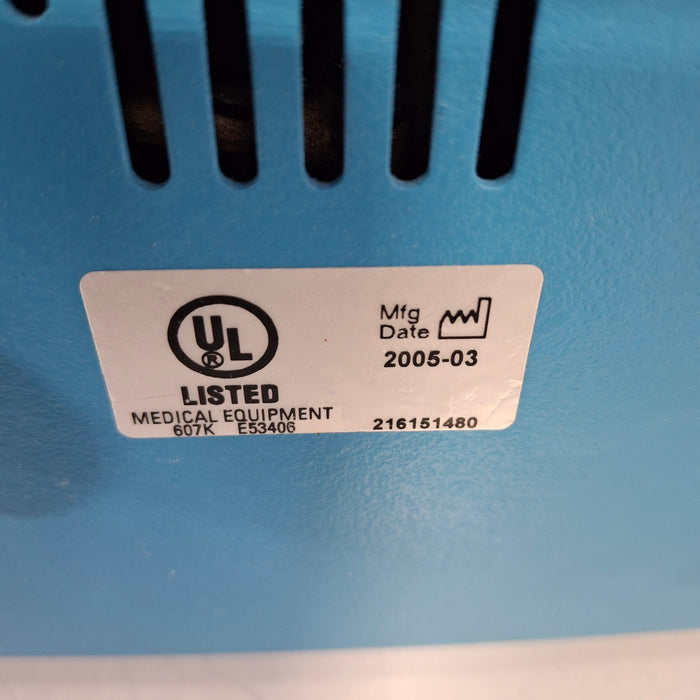 UL
®
LISTED
MEDICAL EQUIPMENT
607K E53406
Mfg
Date
2005-03
216151480